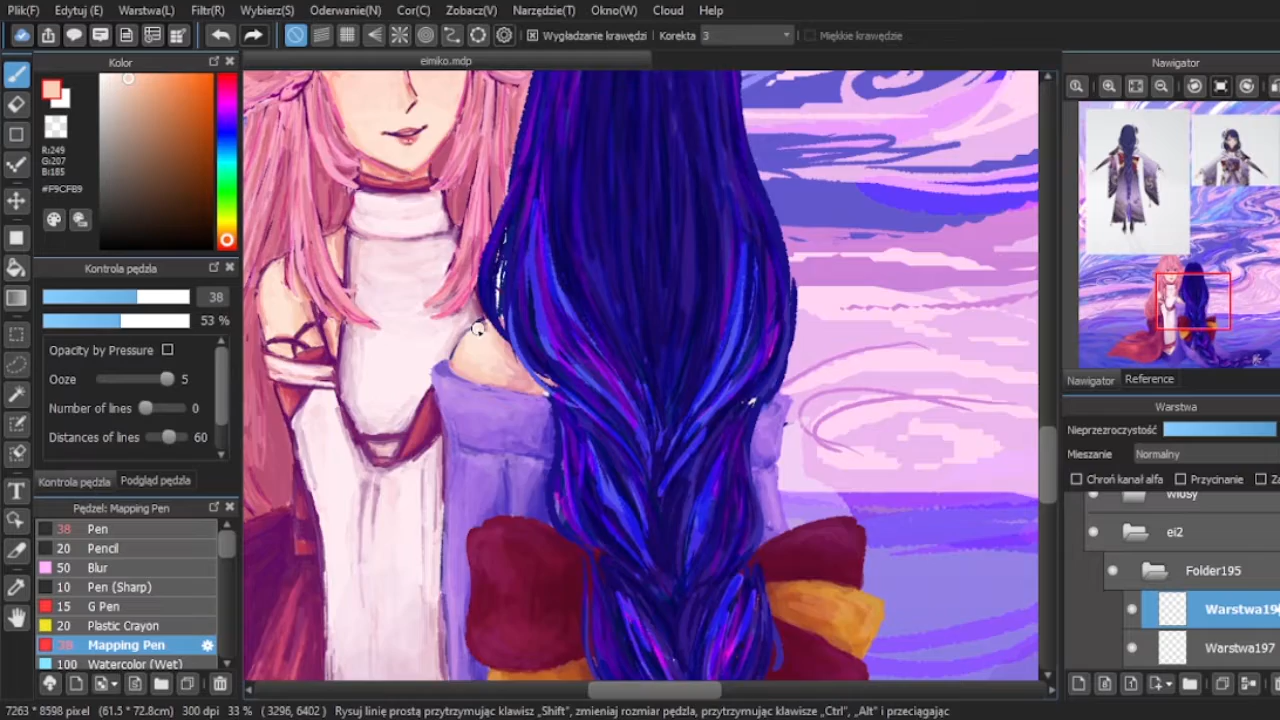 Plik(F) Edytuj (E) Warstwa(L) Filtr(R) Wybierz(S) Oderwanie(N) Cor(C) Zobacz(V) Narzędzie(T) Okno(W) Cloud Help
Wygładzanie krawędzi Korekta 3 Miękkie krawędzie
Kolor
eimiko.mdp
Nawigator
R:249
G:207
B:185
#F9CFB9
Kontrola pędzla
38
53 %
Opacity by Pressure
Ooze 5
Number of lines 0
Distances of lines 60
Kontrola pędzla Podgląd pędzla
Pędzel: Mapping Pen
38 Pen
20 Pencil
50 Blur
10 Pen (Sharp)
15 G Pen
20 Plastic Crayon
38 Mapping Pen
100 Watercolor (Wet)
Nawigator Reference
Warstwa
Nieprzezroczystość
Mieszanie Normalny
Chroń kanał alfa Przycinanie
włosy
ei2
Folder195
Warstwa197
7263 * 8598 pixel (61.5 * 72.8cm) 300 dpi 33 % ( 3296, 6402 ) Rysuj linię prostą przytrzymując klawisz „Shift”, zmieniaj rozmiar pędzla, przytrzymując klawisze „Ctrl”, „Alt” i przeciągając